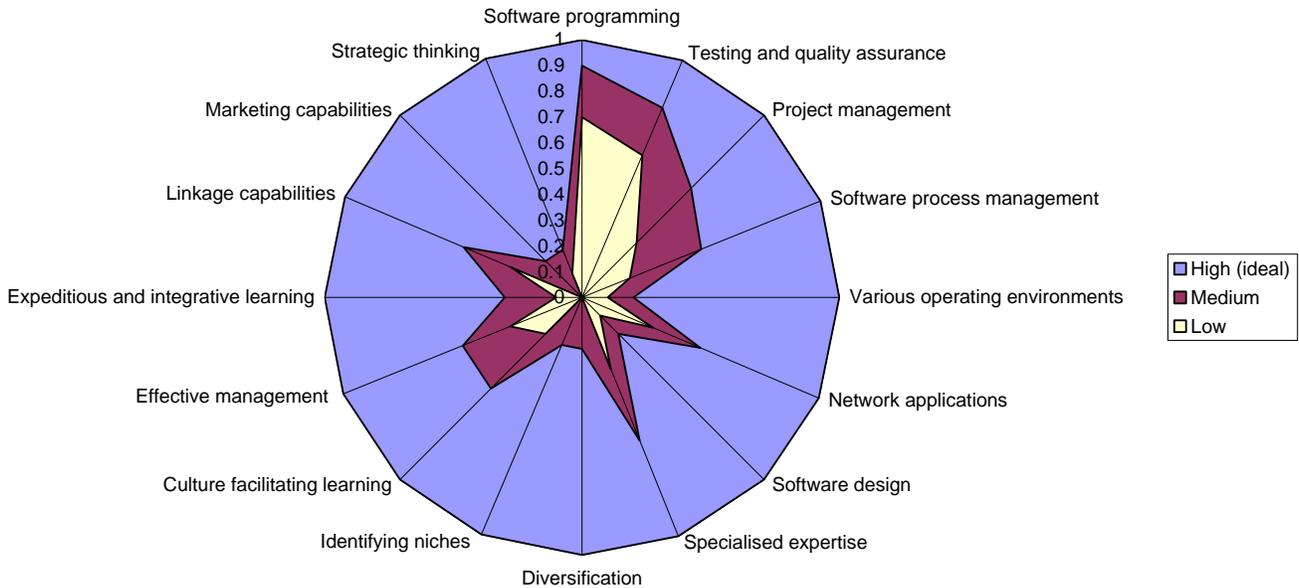 Software programming
Strategic thinking
Testing and quality assurance
Marketing capabilities
Project management
Linkage capabilities
Software process management
Expeditious and integrative learning
Various operating environments
Effective management
Network applications
Culture facilitating learning
Software design
Identifying niches
Specialised expertise
Diversification
1
0.9
0.8
0.7
0.6
0.5
0.4
0.3
0.2
0.1
0
High (ideal)
Medium
Low